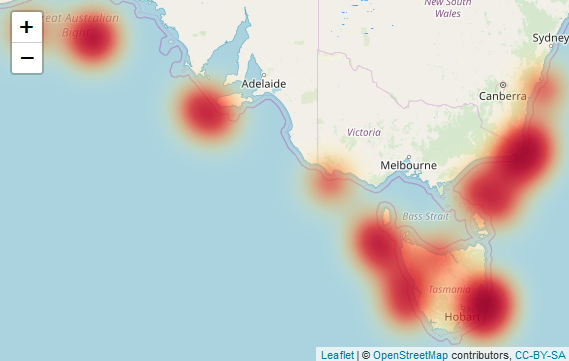 +
−
Great Australian
Bight
New South
Wales
Sydney
Adelaide
Canberra
Victoria
Melbourne
Bass Strait
Tasmania
Hobart
Leaflet | © OpenStreetMap contributors, CC-BY-SA